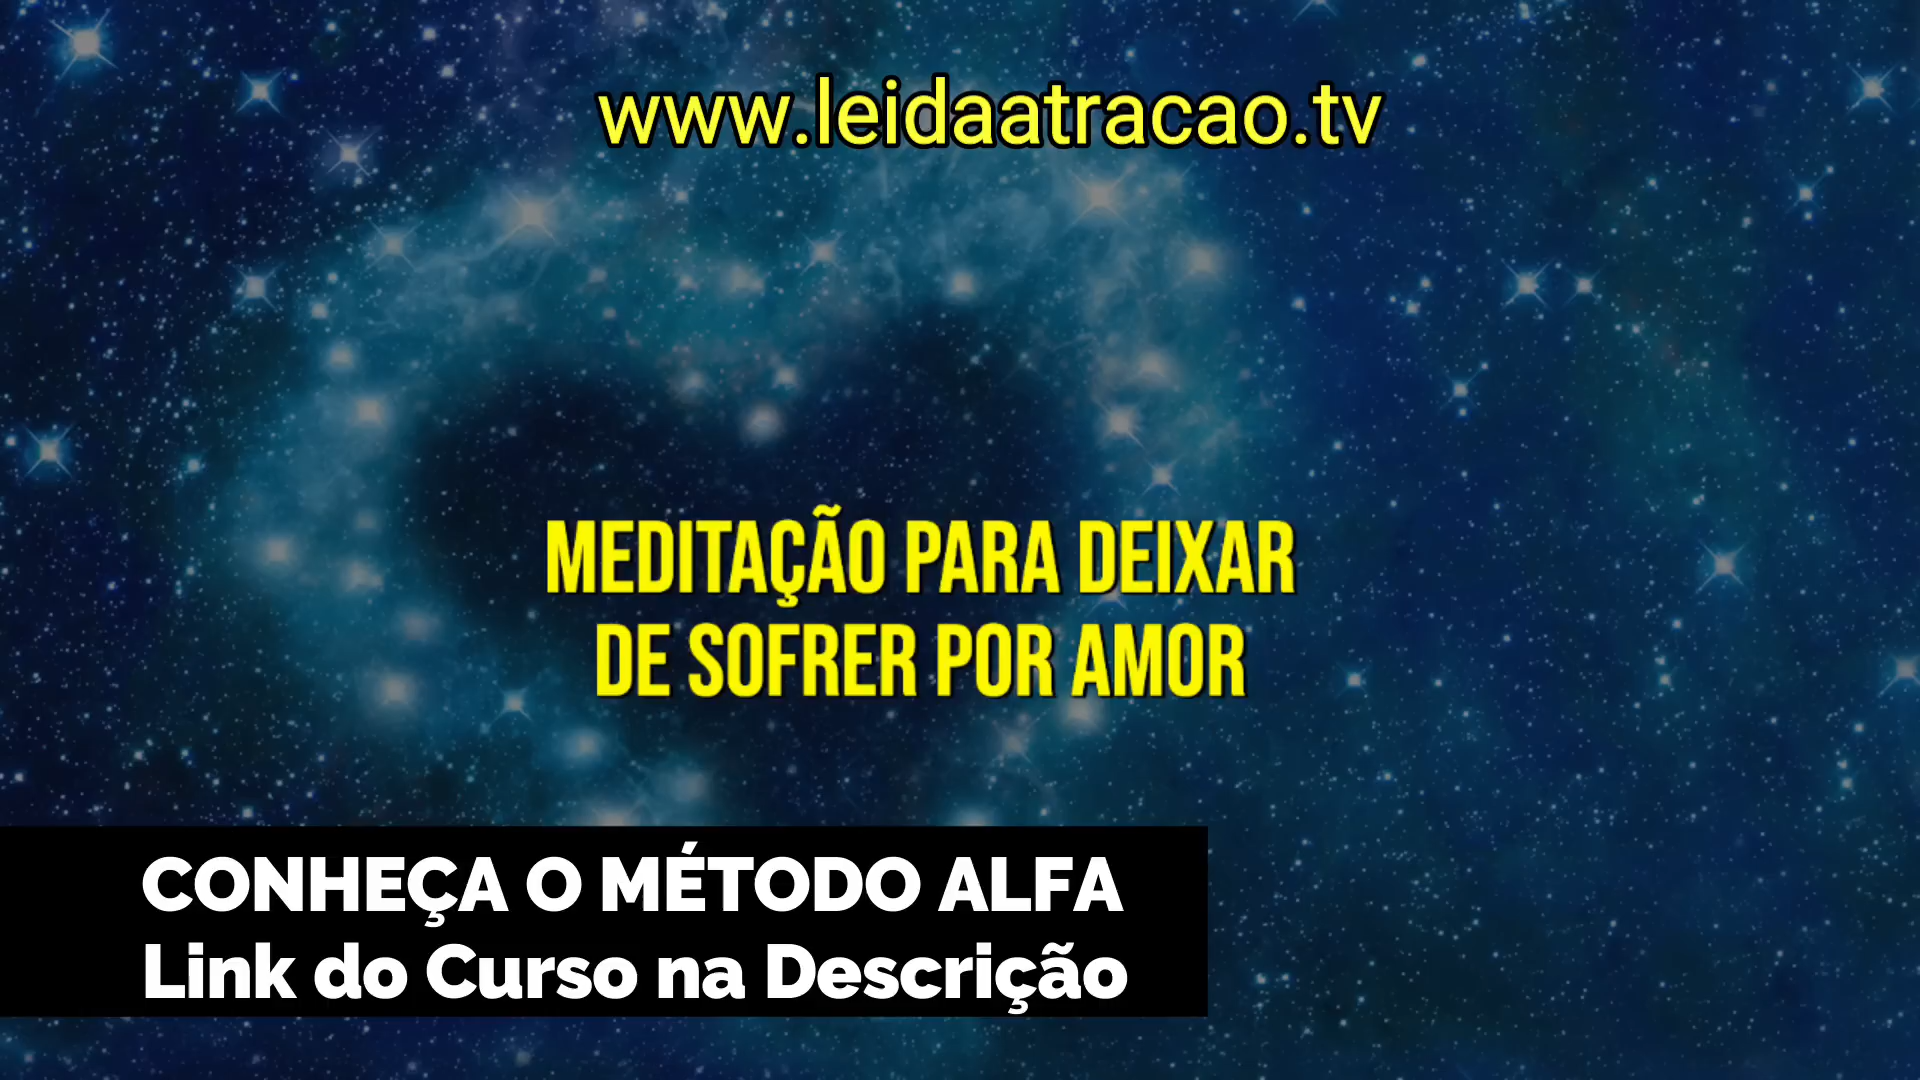 www.leidaatracao.tv
MEDITAÇÃO PARA DEIXAR
DE SOFRER POR AMOR
CONHEÇA O MÉTODO ALFA
Link do Curso na Descrição